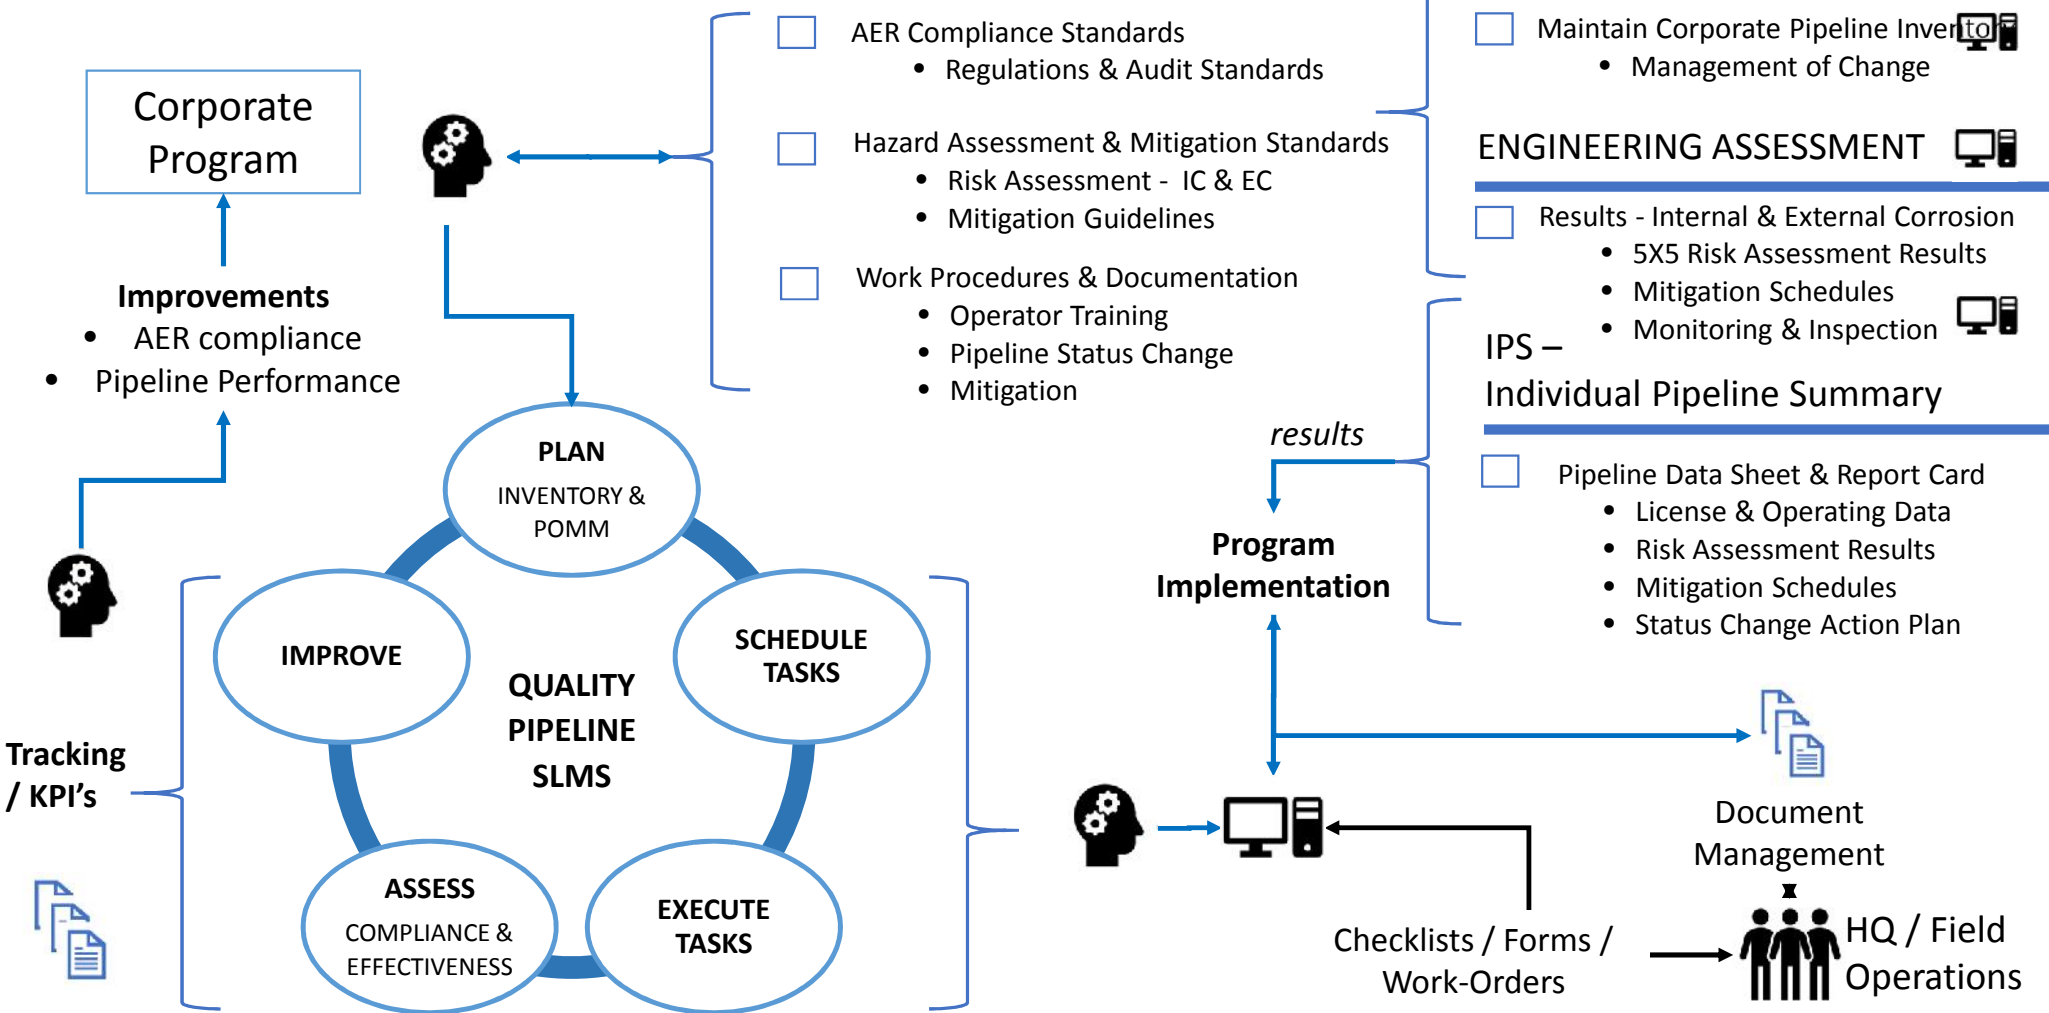 Corporate
Program
Improvements
• AER compliance
• Pipeline Performance
AER Compliance Standards
• Regulations & Audit Standards
Hazard Assessment & Mitigation Standards
• Risk Assessment - IC & EC
• Mitigation Guidelines
Work Procedures & Documentation
• Operator Training
• Pipeline Status Change
• Mitigation
Maintain Corporate Pipeline Inventory
• Management of Change
ENGINEERING ASSESSMENT
Results - Internal & External Corrosion
• 5X5 Risk Assessment Results
• Mitigation Schedules
• Monitoring & Inspection
IPS –
Individual Pipeline Summary
Pipeline Data Sheet & Report Card
• License & Operating Data
• Risk Assessment Results
• Mitigation Schedules
• Status Change Action Plan
results
Program
Implementation
PLAN
INVENTORY &
POMM
SCHEDULE
TASKS
EXECUTE
TASKS
ASSESS
COMPLIANCE &
EFFECTIVENESS
IMPROVE
QUALITY
PIPELINE
SLMS
Tracking
/ KPI's
Document
Management
Checklists / Forms /
Work-Orders
HQ / Field
Operations